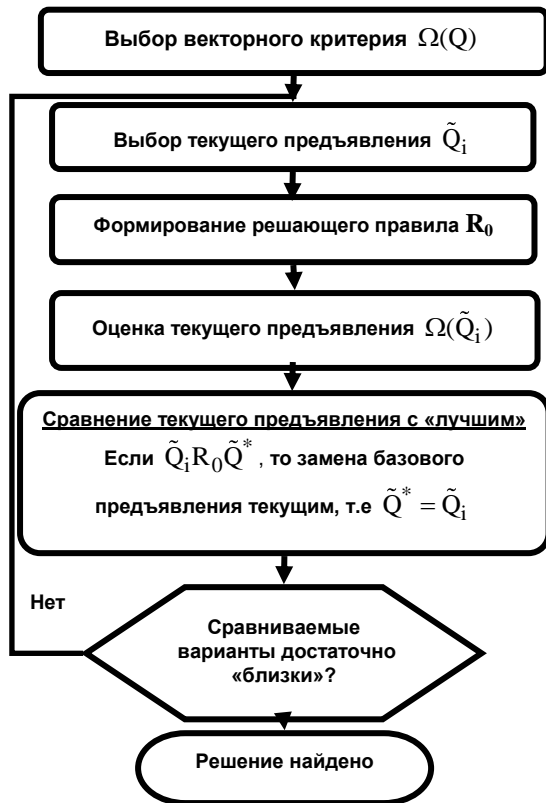 Выбор векторного критерия Ω(Q)
Выбор текущего предъявления Q̃ᵢ
Формирование решающего правила R₀
Оценка текущего предъявления Ω(Q̃ᵢ)
Сравнение текущего предъявления с «лучшим»
Если Q̃ᵢR₀Q̃* , то замена базового
предъявления текущим, т.е Q̃* = Q̃ᵢ
Нет
Сравниваемые
варианты достаточно
«близки»?
Решение найдено